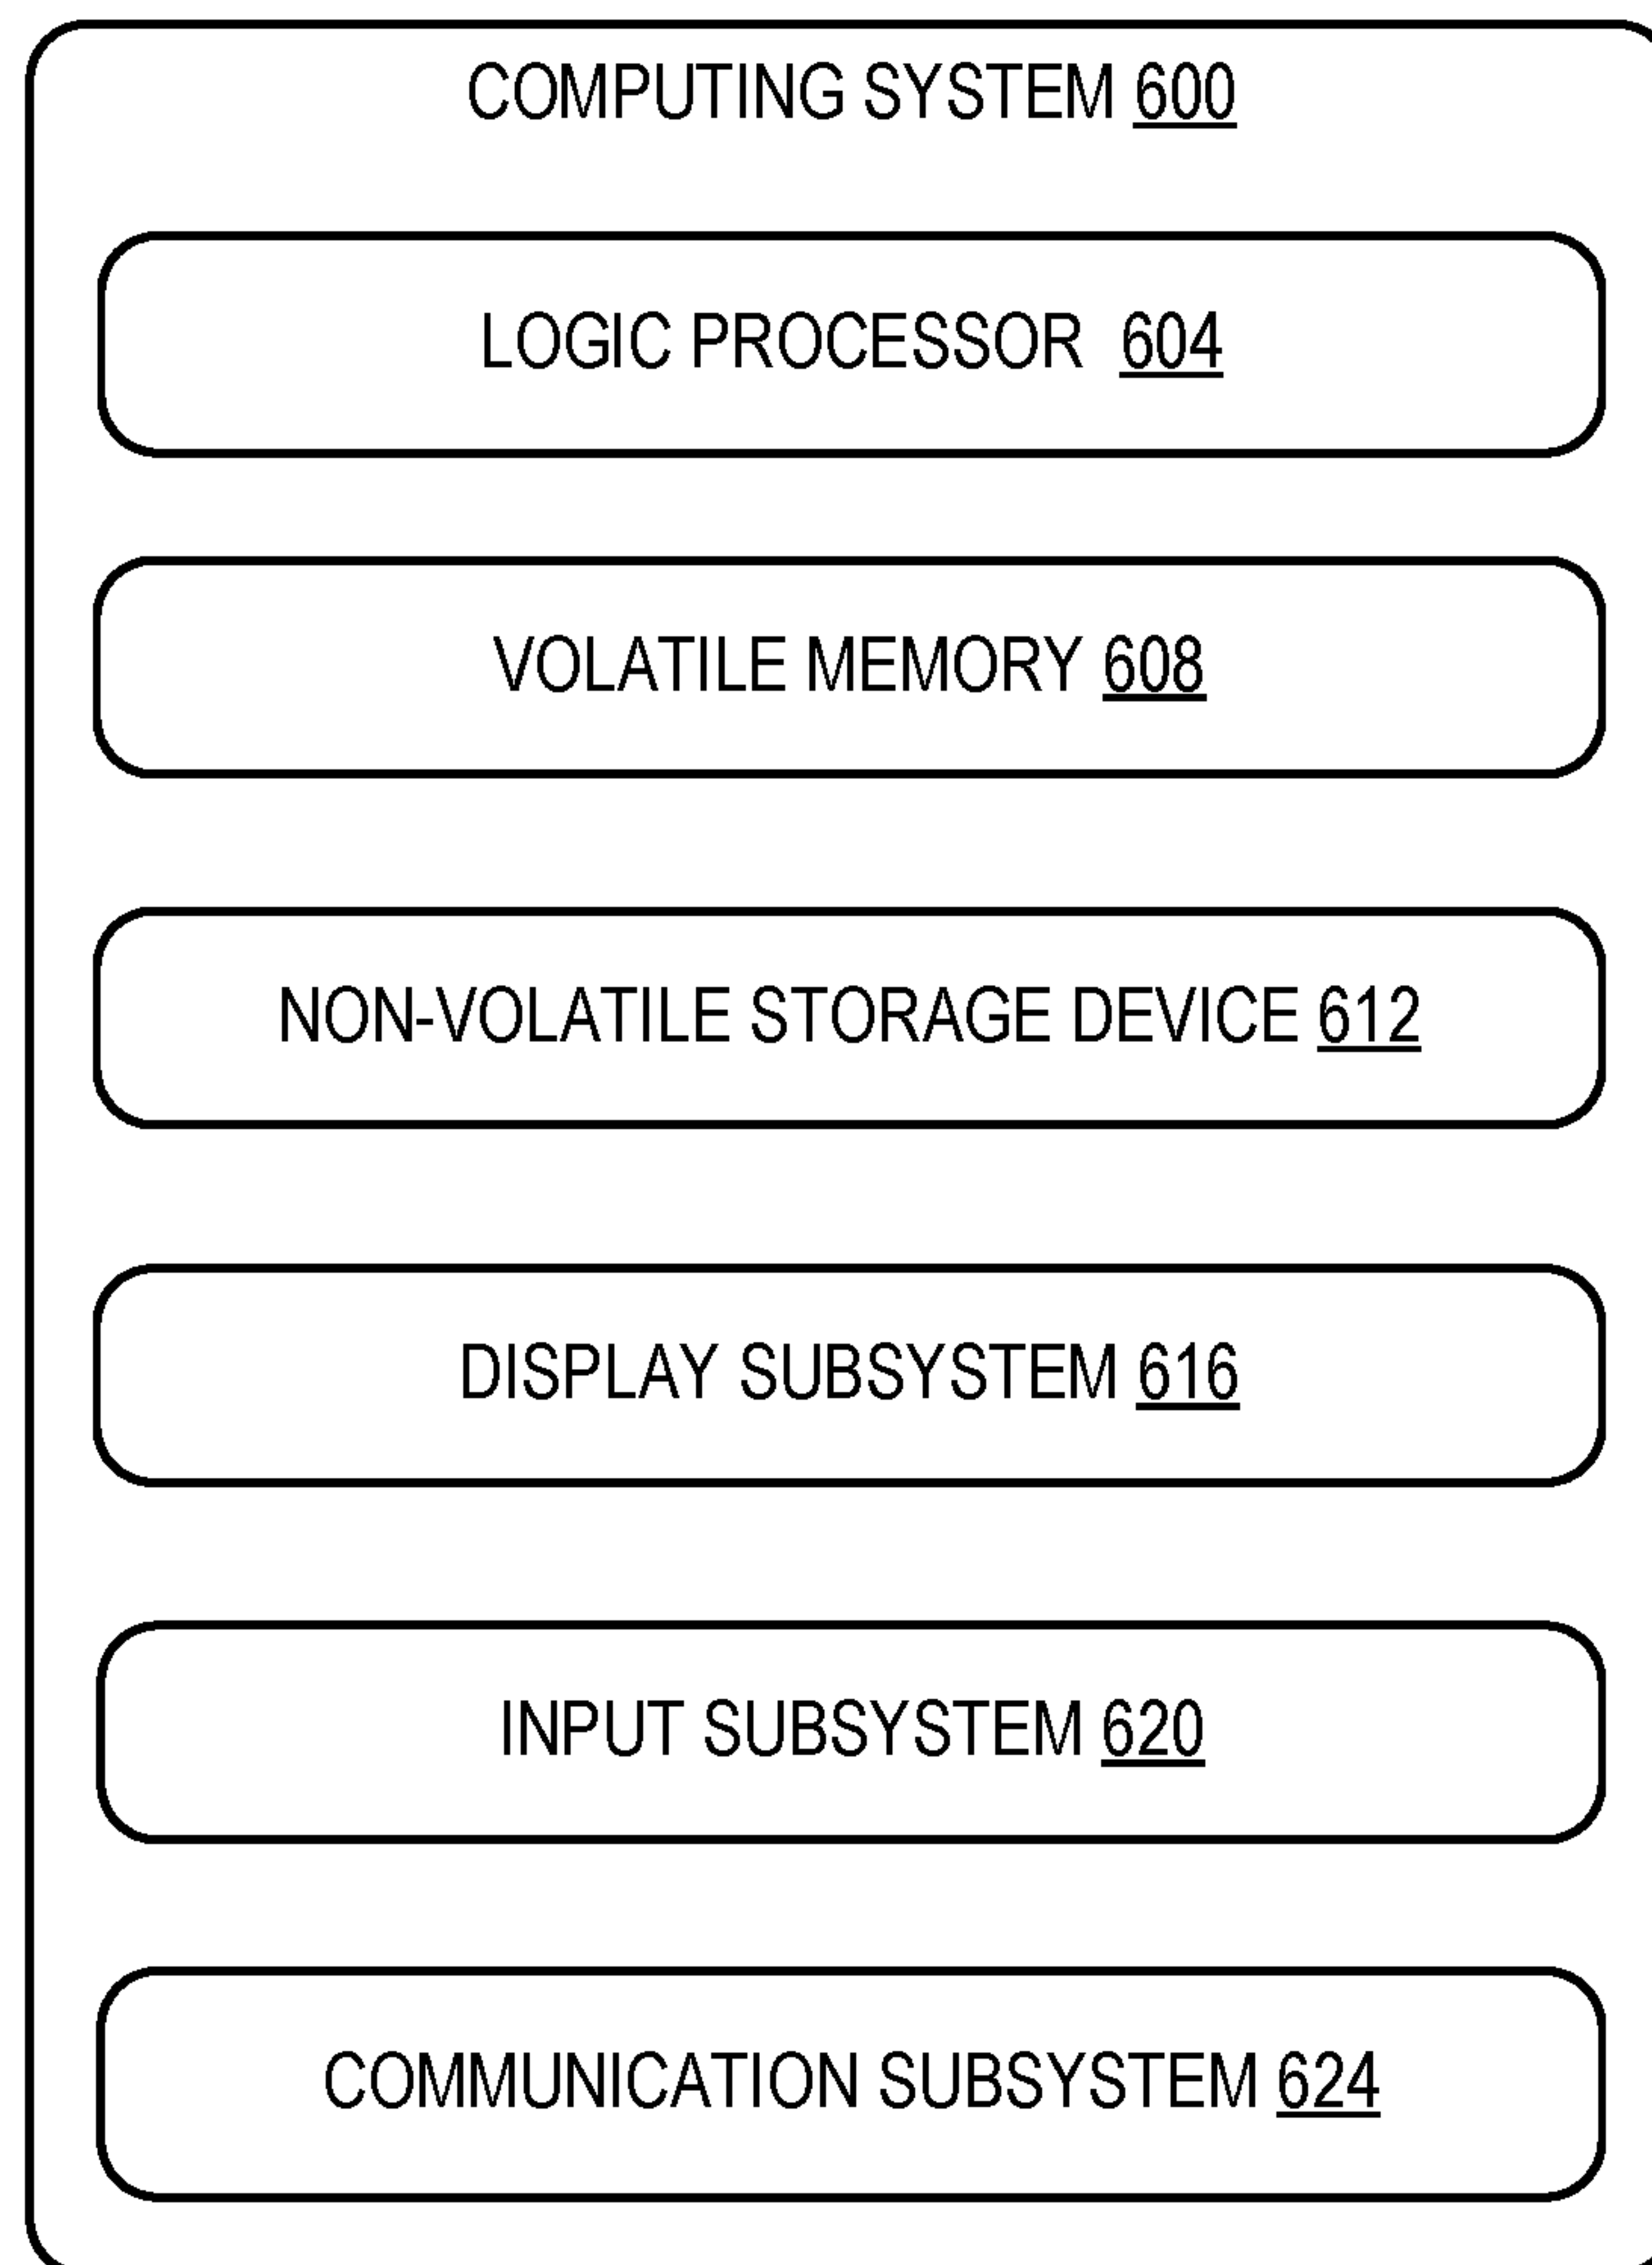 COMPUTING SYSTEM 600
LOGIC PROCESSOR 604
VOLATILE MEMORY 608
NON-VOLATILE STORAGE DEVICE 612
DISPLAY SUBSYSTEM 616
INPUT SUBSYSTEM 620
COMMUNICATION SUBSYSTEM 624